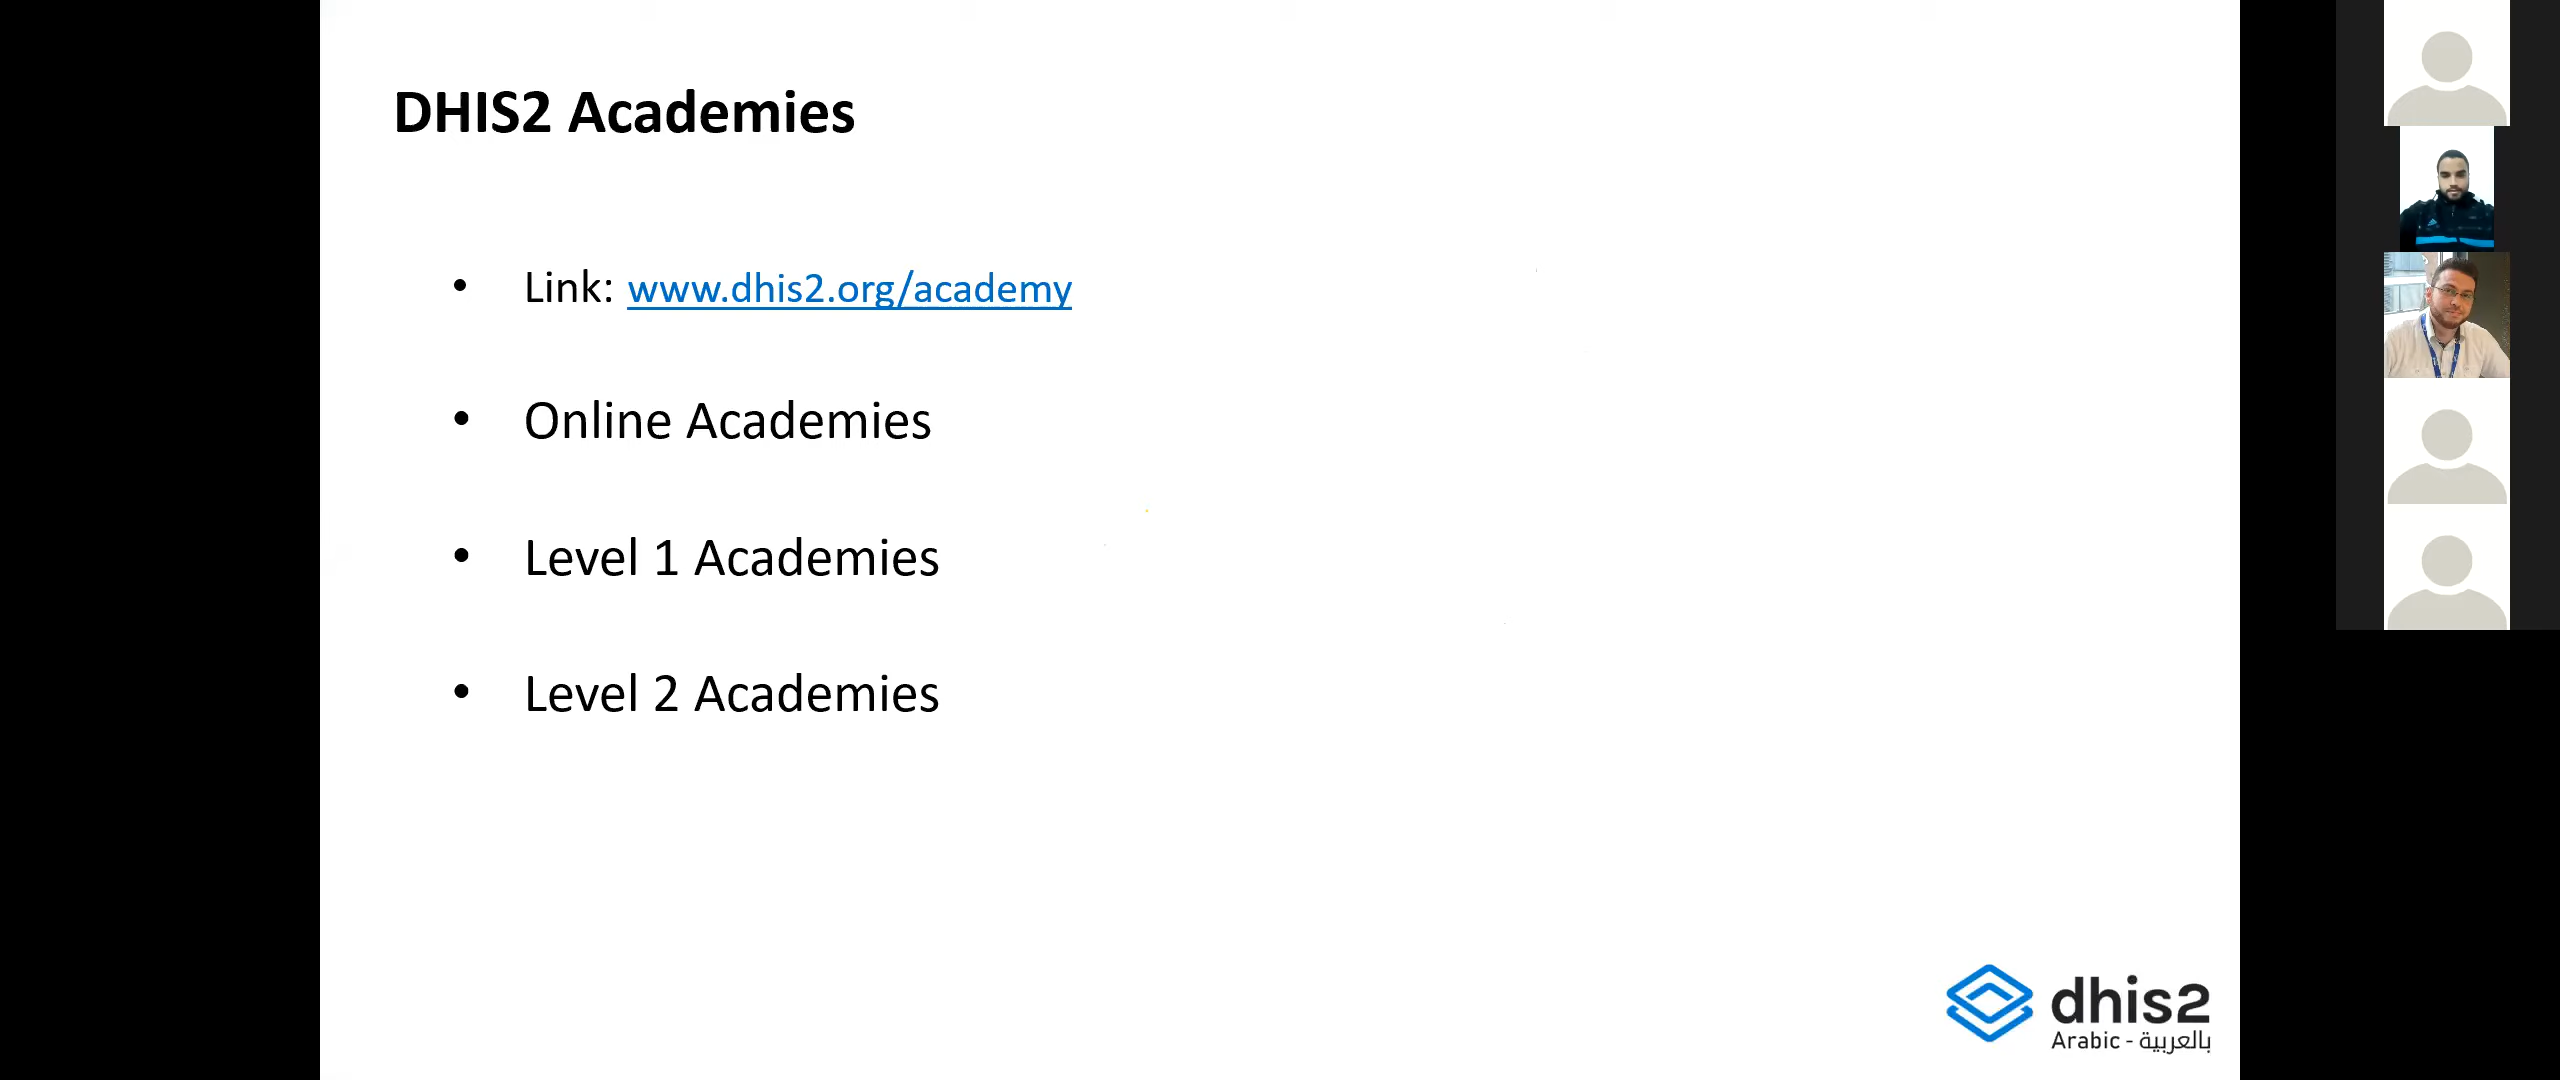 DHIS2 Academies
• Link: www.dhis2.org/academy
• Online Academies
• Level 1 Academies
• Level 2 Academies
dhis2
Arabic - بالعربية